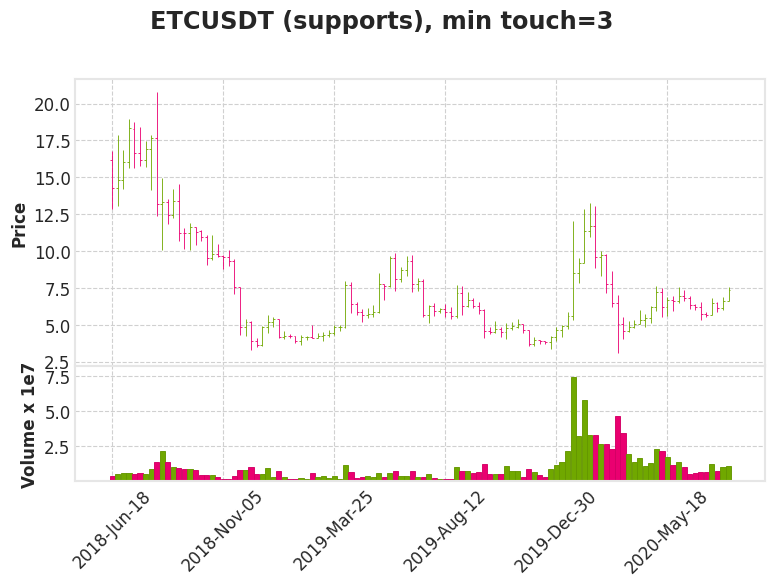 ETCUSDT (supports), min touch=3
Price
20.0
17.5
15.0
12.5
10.0
7.5
5.0
2.5
Volume x 1e7
7.5
5.0
2.5
2018-Jun-18
2018-Nov-05
2019-Mar-25
2019-Aug-12
2019-Dec-30
2020-May-18